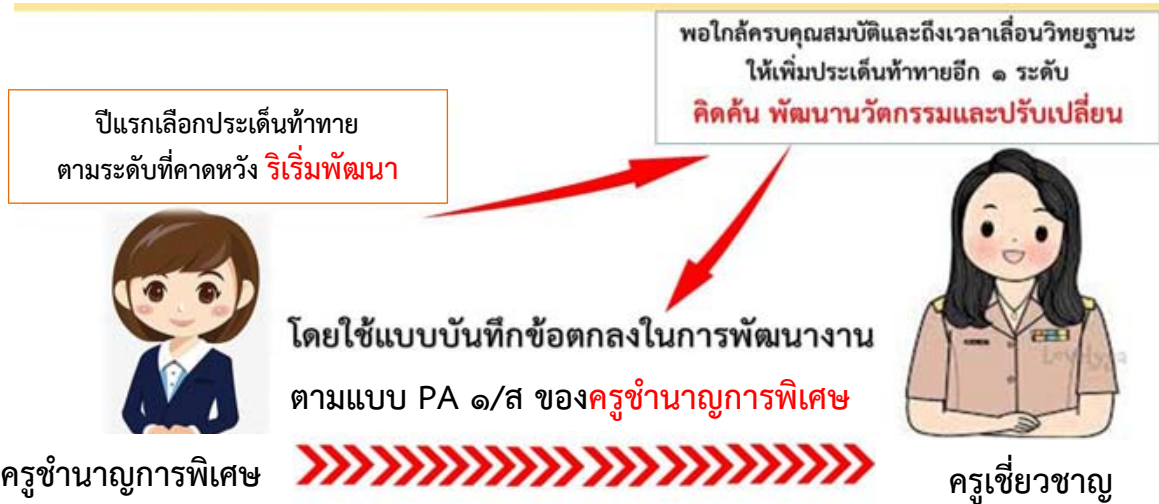 พอใกล้ครบคุณสมบัติและถึงเวลาเลื่อนวิทยฐานะ
ให้เพิ่มประเด็นท้าทายอีก ๑ ระดับ
คิดค้น พัฒนานวัตกรรมและปรับเปลี่ยน
ปีแรกเลือกประเด็นท้าทาย
ตามระดับที่คาดหวัง ริเริ่มพัฒนา
โดยใช้แบบบันทึกข้อตกลงในการพัฒนางาน
ตามแบบ PA ๑/ส ของครูชำนาญการพิเศษ
ครูชำนาญการพิเศษ
ครูเชี่ยวชาญ